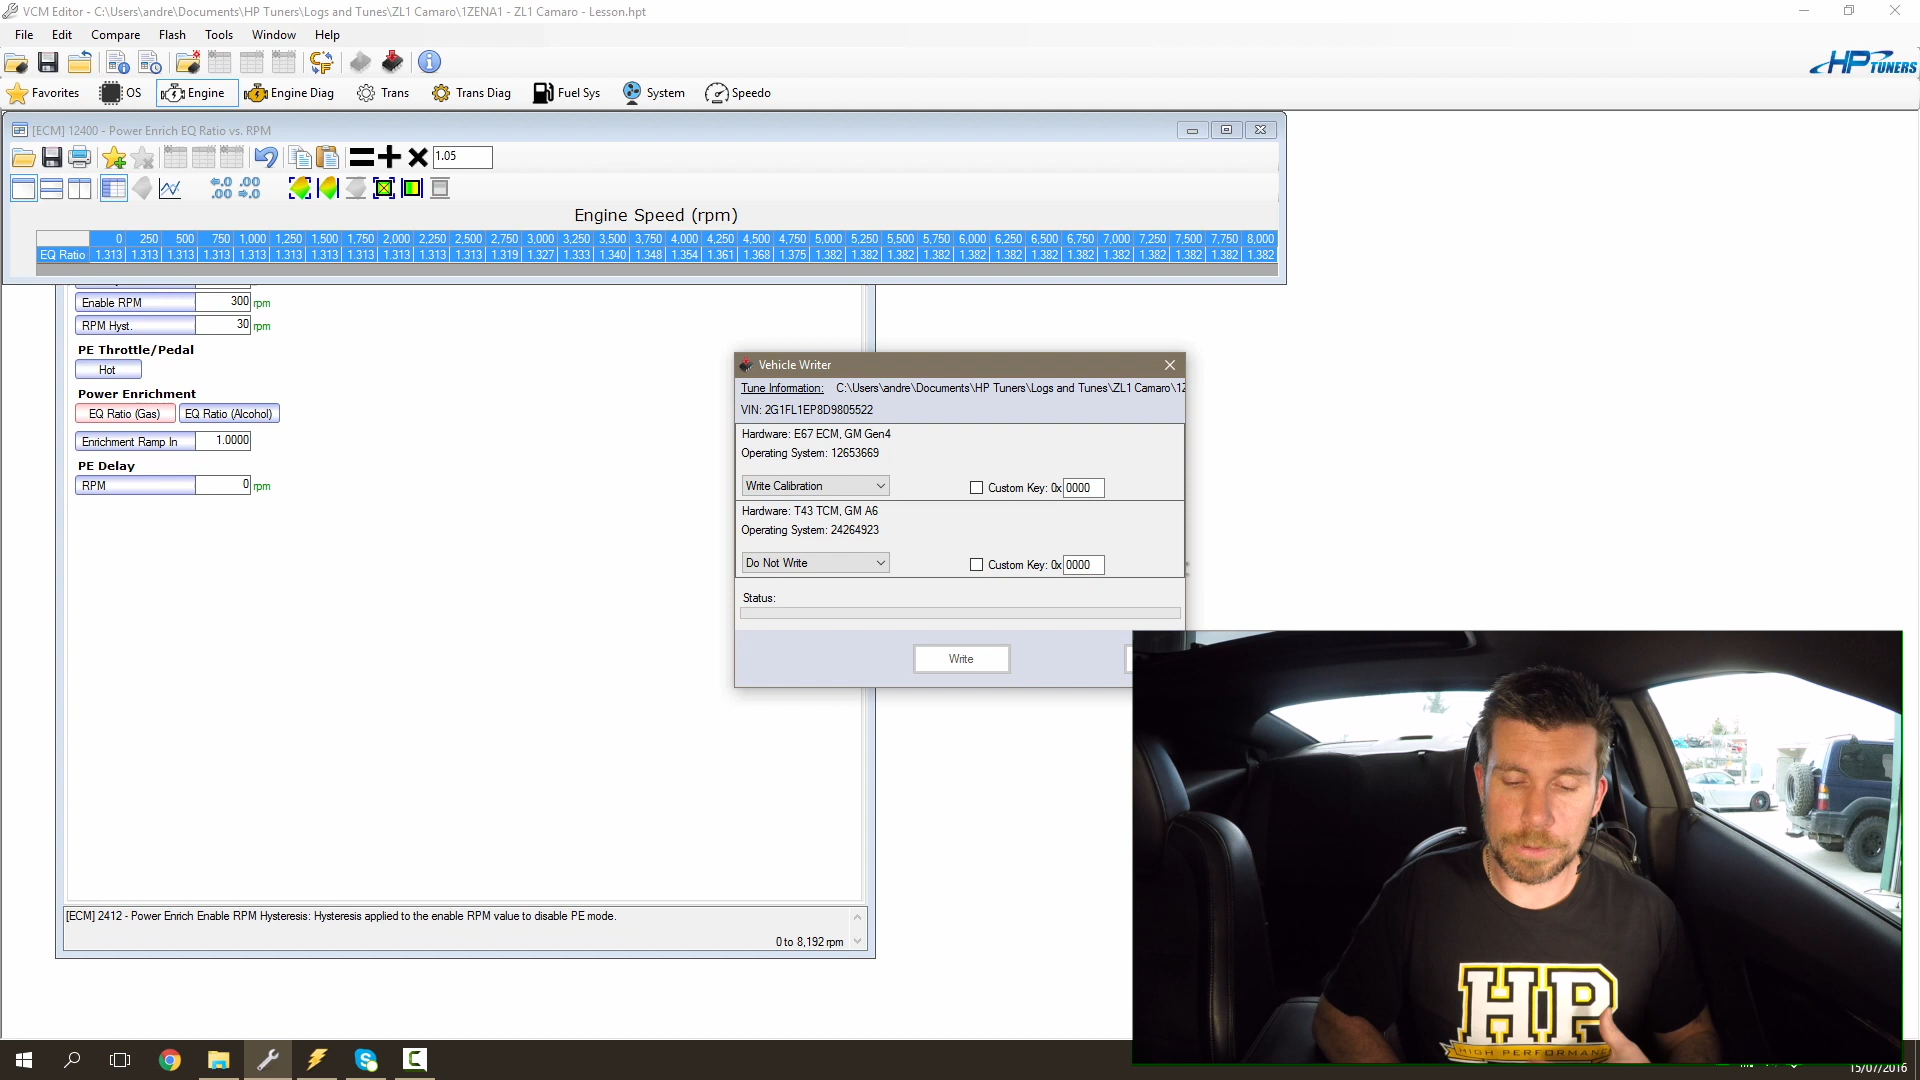 VCM Editor - C:\Users\andre\Documents\HP Tuners\Logs and Tunes\ZL1 Camaro\1ZENA1 - ZL1 Camaro - Lesson.hpt
File Edit Compare Flash Tools Window Help
HP TUNERS
Favorites OS Engine Engine Diag Trans Trans Diag Fuel Sys System Speedo
[ECM] 12400 - Power Enrich EQ Ratio vs. RPM
1.05
Engine Speed (rpm)
0 250 500 750 1,000 1,250 1,500 1,750 2,000 2,250 2,500 2,750 3,000 3,250 3,500 3,750 4,000 4,250 4,500 4,750 5,000 5,250 5,500 5,750 6,000 6,250 6,500 6,750 7,000 7,250 7,500 7,750 8,000
EQ Ratio 1.313 1.313 1.313 1.313 1.313 1.313 1.313 1.313 1.313 1.313 1.313 1.319 1.327 1.333 1.340 1.348 1.354 1.361 1.368 1.375 1.382 1.382 1.382 1.382 1.382 1.382 1.382 1.382 1.382 1.382 1.382 1.382 1.382
Enable RPM 300 rpm
RPM Hyst. 30 rpm
PE Throttle/Pedal
Hot
Power Enrichment
EQ Ratio (Gas) EQ Ratio (Alcohol)
Enrichment Ramp In 1.0000
PE Delay
RPM 0 rpm
Vehicle Writer
Tune Information: C:\Users\andre\Documents\HP Tuners\Logs and Tunes\ZL1 Camaro\1Z
VIN: 2G1FL1EP8D9805522
Hardware: E67 ECM, GM Gen4
Operating System: 12653669
Write Calibration Custom Key: 0x 0000
Hardware: T43 TCM, GM A6
Operating System: 24264923
Do Not Write Custom Key: 0x 0000
Status:
Write
[ECM] 2412 - Power Enrich Enable RPM Hysteresis: Hysteresis applied to the enable RPM value to disable PE mode.
0 to 8,192 rpm
HP
HIGH PERFORMANC
15/07/2016